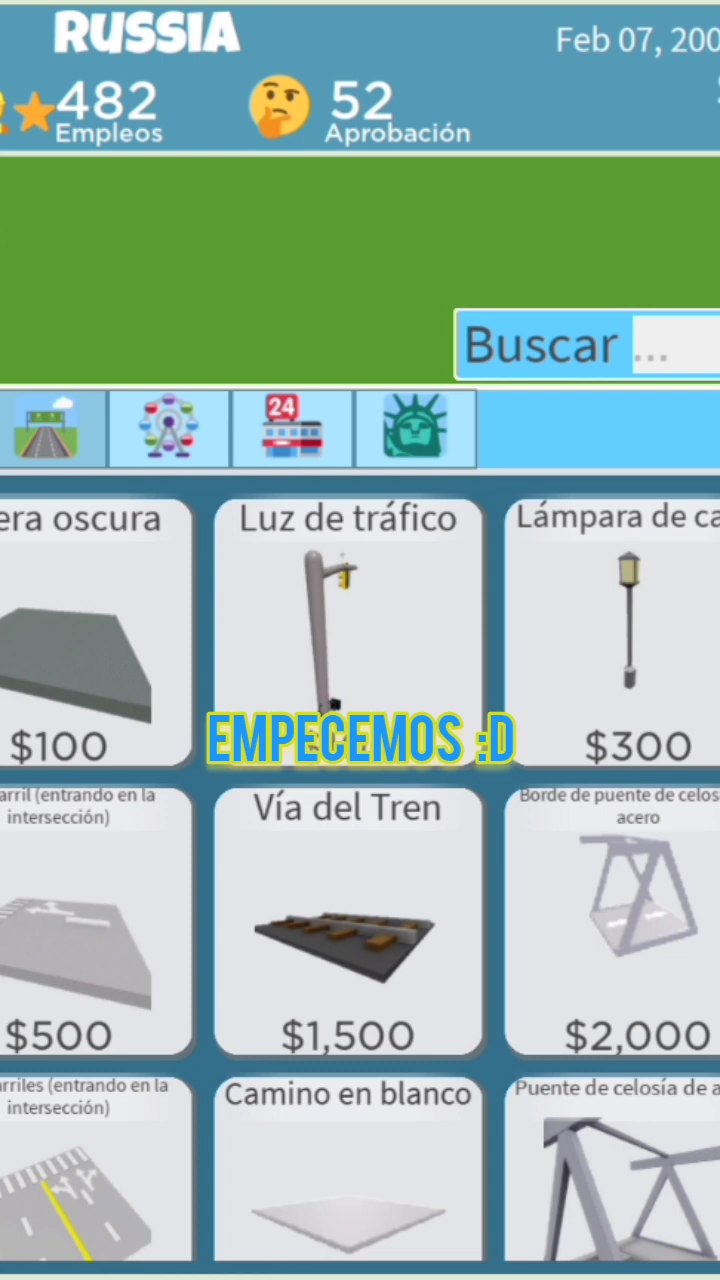 RUSSIA
Feb 07, 200
482
Empleos
52
Aprobación
Buscar ...
24
era oscura
Luz de tráfico
Lámpara de ca
$100
EMPECEMOS :D
$300
arril (entrando en la
intersección)
Vía del Tren
Borde de puente de celos
acero
$500
$1,500
$2,000
arriles (entrando en la
intersección)
Camino en blanco
Puente de celosía de a